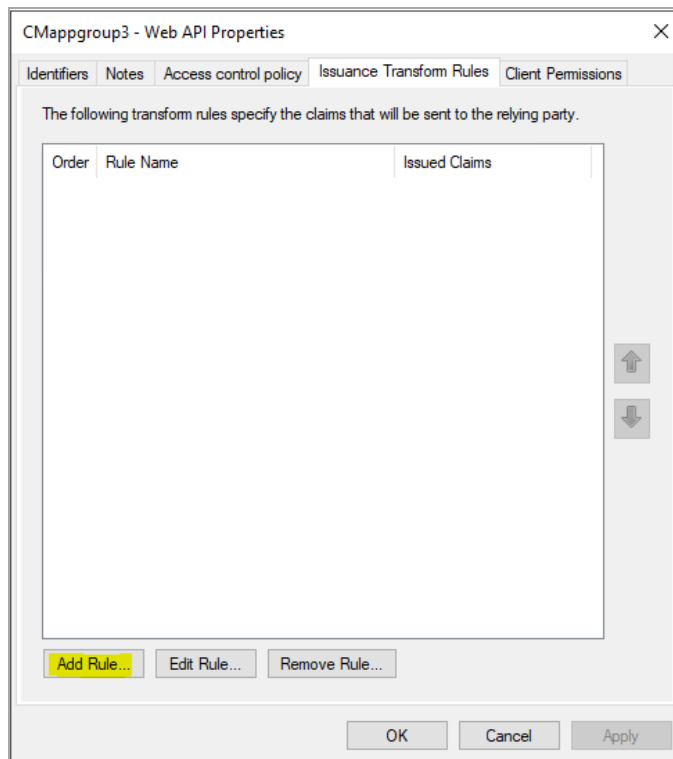 CMappgroup3 - Web API Properties
Identifiers Notes Access control policy Issuance Transform Rules Client Permissions
The following transform rules specify the claims that will be sent to the relying party.
Order Rule Name Issued Claims
Add Rule... Edit Rule... Remove Rule...
OK Cancel Apply